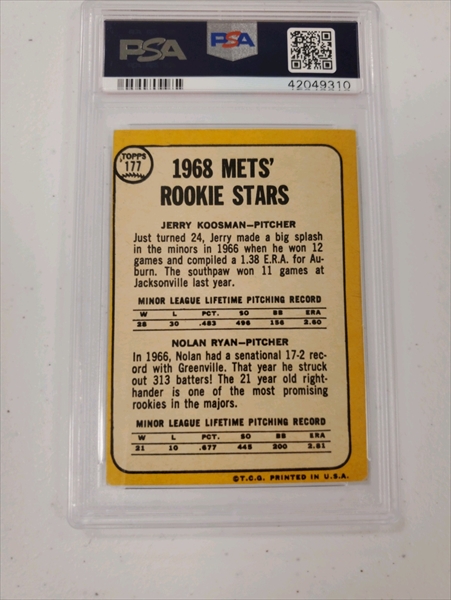 PSA
PSA
42049310
TOPPS
177
1968 METS'
ROOKIE STARS
JERRY KOOSMAN—PITCHER
Just turned 24, Jerry made a big splash
in the minors in 1966 when he won 12
games and compiled a 1.38 E.R.A. for Au-
burn. The southpaw won 11 games at
Jacksonville last year.
MINOR LEAGUE LIFETIME PITCHING RECORD
W L PCT. SO BB ERA
28 30 .483 496 156 2.60
NOLAN RYAN—PITCHER
In 1966, Nolan had a senational 17-2 rec-
ord with Greenville. That year he struck
out 313 batters! The 21 year old right-
hander is one of the most promising
rookies in the majors.
MINOR LEAGUE LIFETIME PITCHING RECORD
W L PCT. SO BB ERA
21 10 .677 445 200 2.81
©T.C.G. PRINTED IN U.S.A.